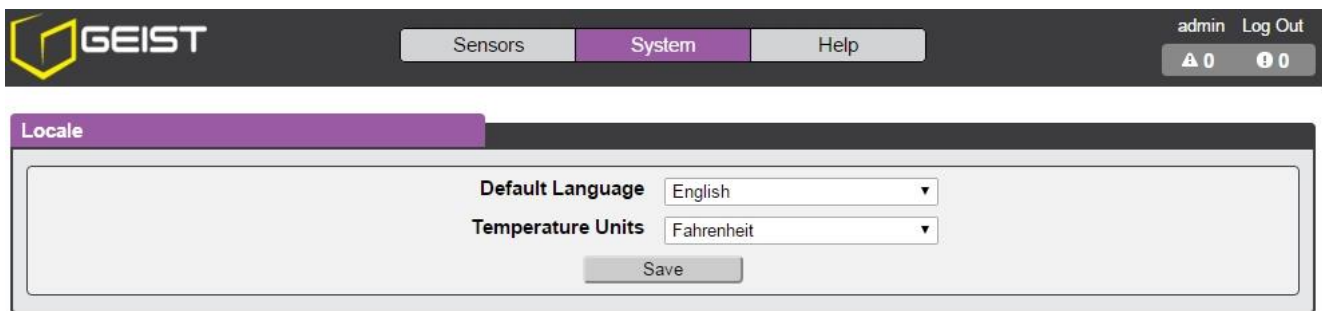 GEIST
Sensors System Help
admin Log Out
0 0
Locale
Default Language English
Temperature Units Fahrenheit
Save